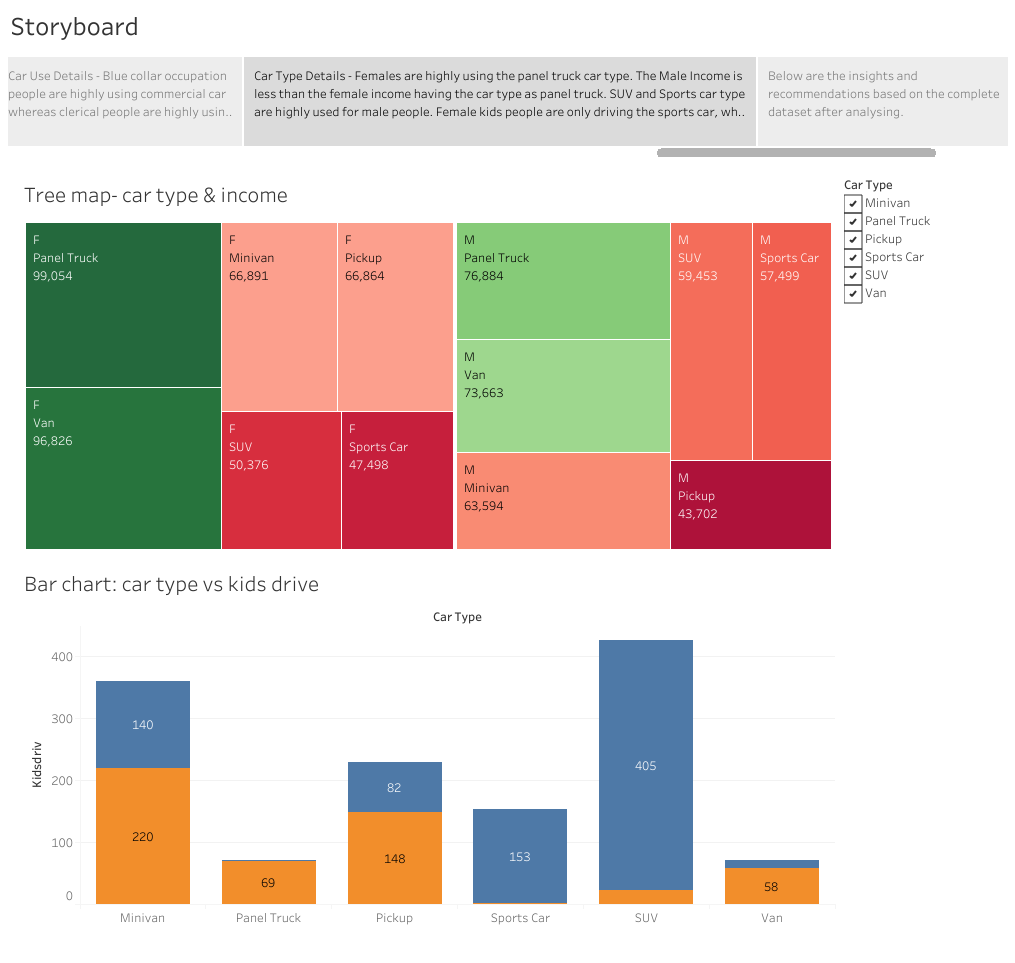 Storyboard
Car Use Details - Blue collar occupation
people are highly using commercial car
whereas clerical people are highly usin..
Car Type Details - Females are highly using the panel truck car type. The Male Income is
less than the female income having the car type as panel truck. SUV and Sports car type
are highly used for male people. Female kids people are only driving the sports car, wh..
Below are the insights and
recommendations based on the complete
dataset after analysing.
Tree map- car type & income
F
Panel Truck
99,054
F
Van
96,826
F
Minivan
66,891
F
Pickup
66,864
F
SUV
50,376
F
Sports Car
47,498
M
Panel Truck
76,884
M
Van
73,663
M
Minivan
63,594
M
SUV
59,453
M
Sports Car
57,499
M
Pickup
43,702
Car Type
Minivan
Panel Truck
Pickup
Sports Car
SUV
Van
Bar chart: car type vs kids drive
Car Type
Kidsdriv
400
300
200
100
0
140
220
69
82
148
153
405
58
Minivan
Panel Truck
Pickup
Sports Car
SUV
Van